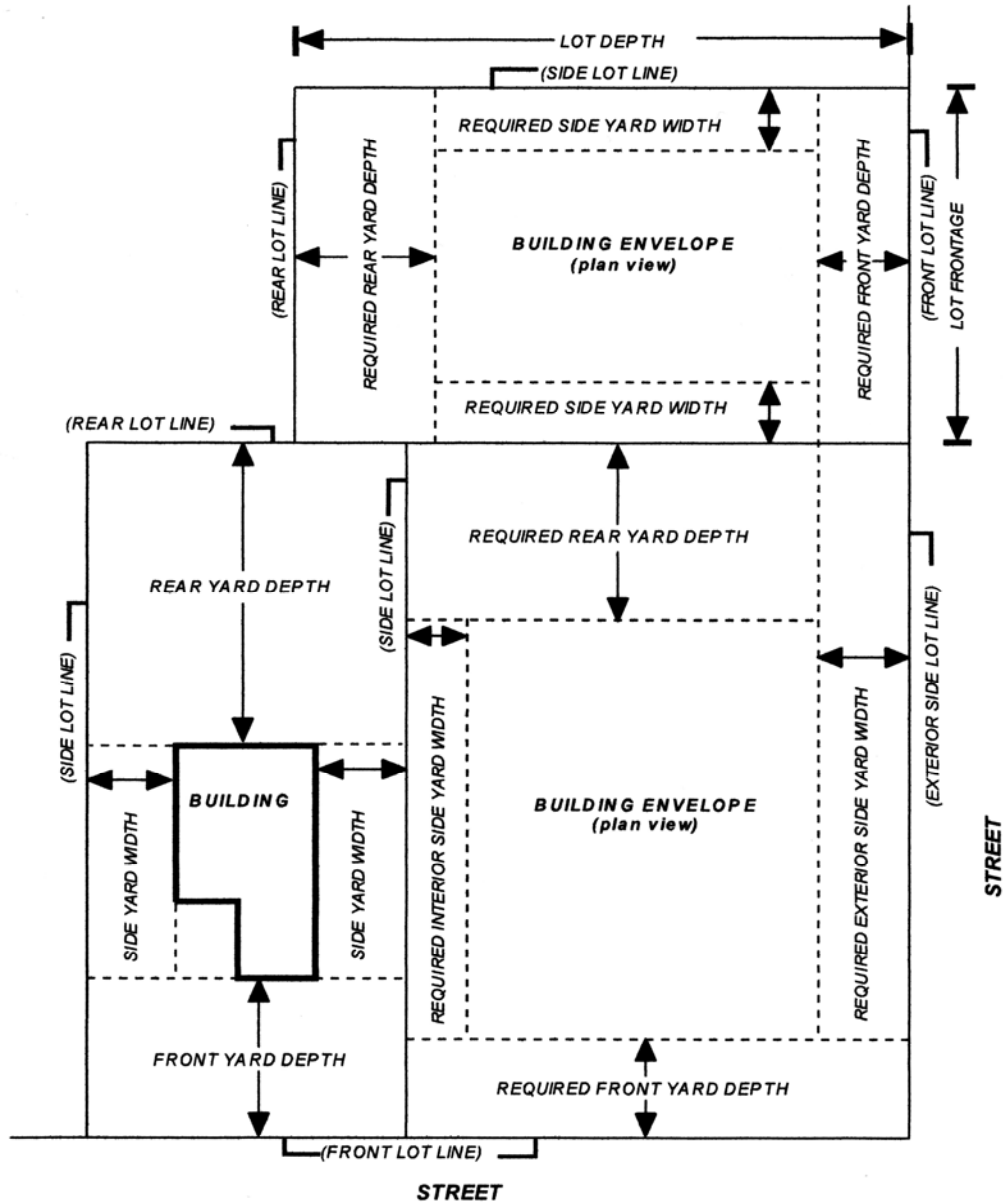 LOT DEPTH
(SIDE LOT LINE)
REQUIRED SIDE YARD WIDTH
(REAR LOT LINE)
REQUIRED REAR YARD DEPTH
BUILDING ENVELOPE
(plan view)
REQUIRED FRONT YARD DEPTH
(FRONT LOT LINE)
LOT FRONTAGE
REQUIRED SIDE YARD WIDTH
(REAR LOT LINE)
(SIDE LOT LINE)
REQUIRED REAR YARD DEPTH
REAR YARD DEPTH
(SIDE LOT LINE)
(EXTERIOR SIDE LOT LINE)
SIDE YARD WIDTH
BUILDING
SIDE YARD WIDTH
REQUIRED INTERIOR SIDE YARD WIDTH
BUILDING ENVELOPE
(plan view)
REQUIRED EXTERIOR SIDE YARD WIDTH
STREET
FRONT YARD DEPTH
REQUIRED FRONT YARD DEPTH
(FRONT LOT LINE)
STREET